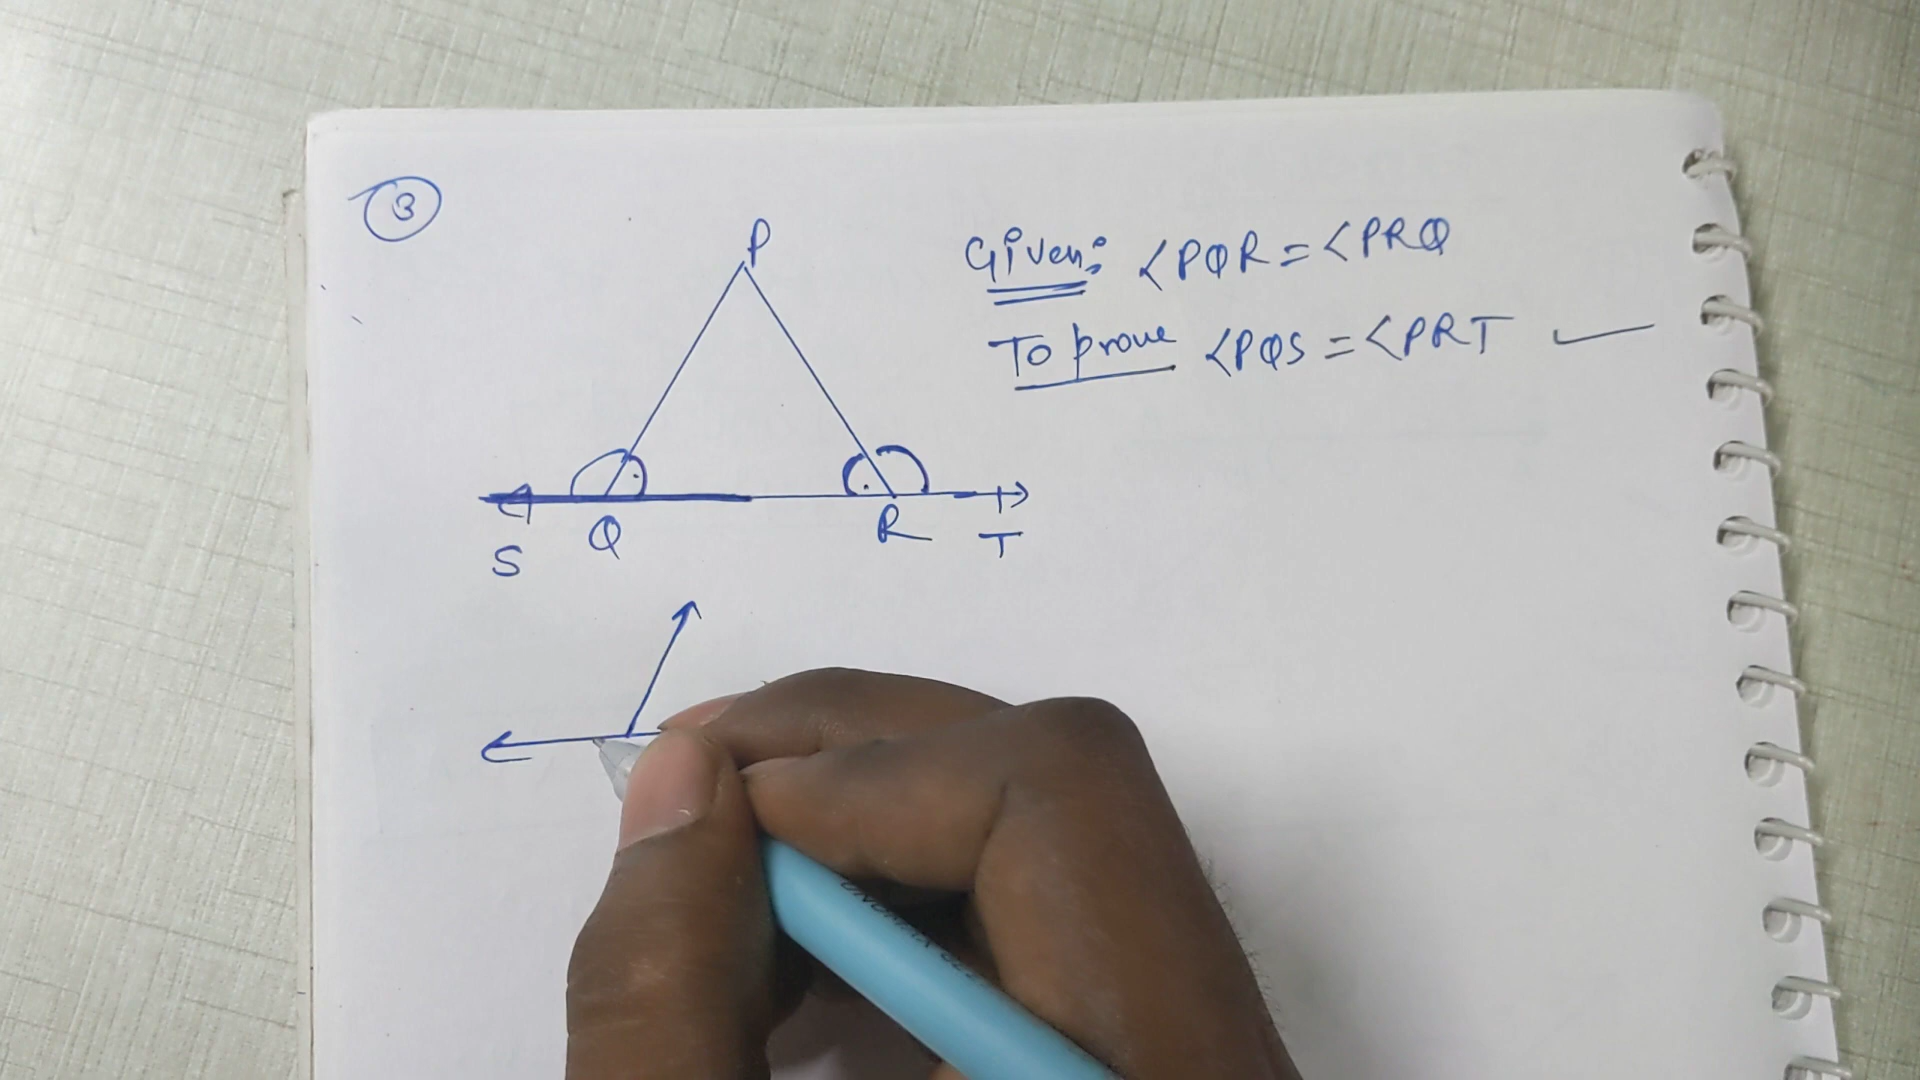 3
P
Given: <PQR = <PRQ
To prove <PQS = <PRT
S Q R T